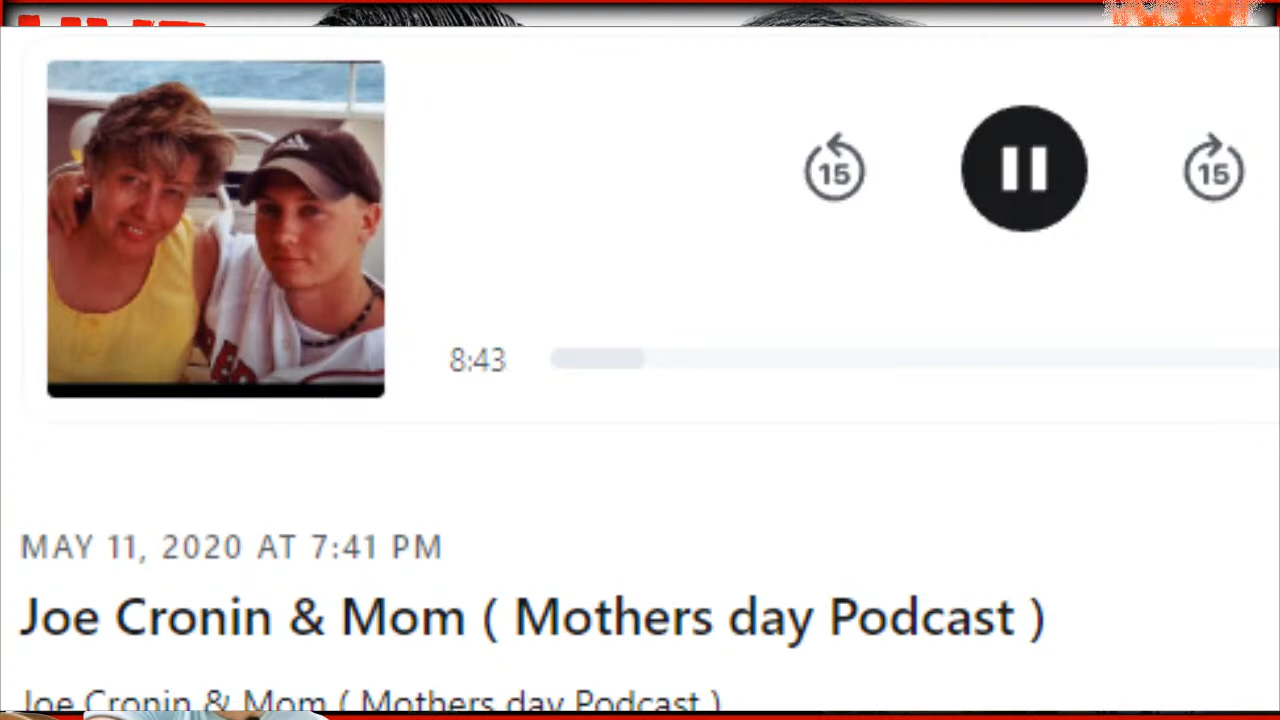 15
15
8:43
MAY 11, 2020 AT 7:41 PM
Joe Cronin & Mom ( Mothers day Podcast )
Joe Cronin & Mom ( Mothers day Podcast )